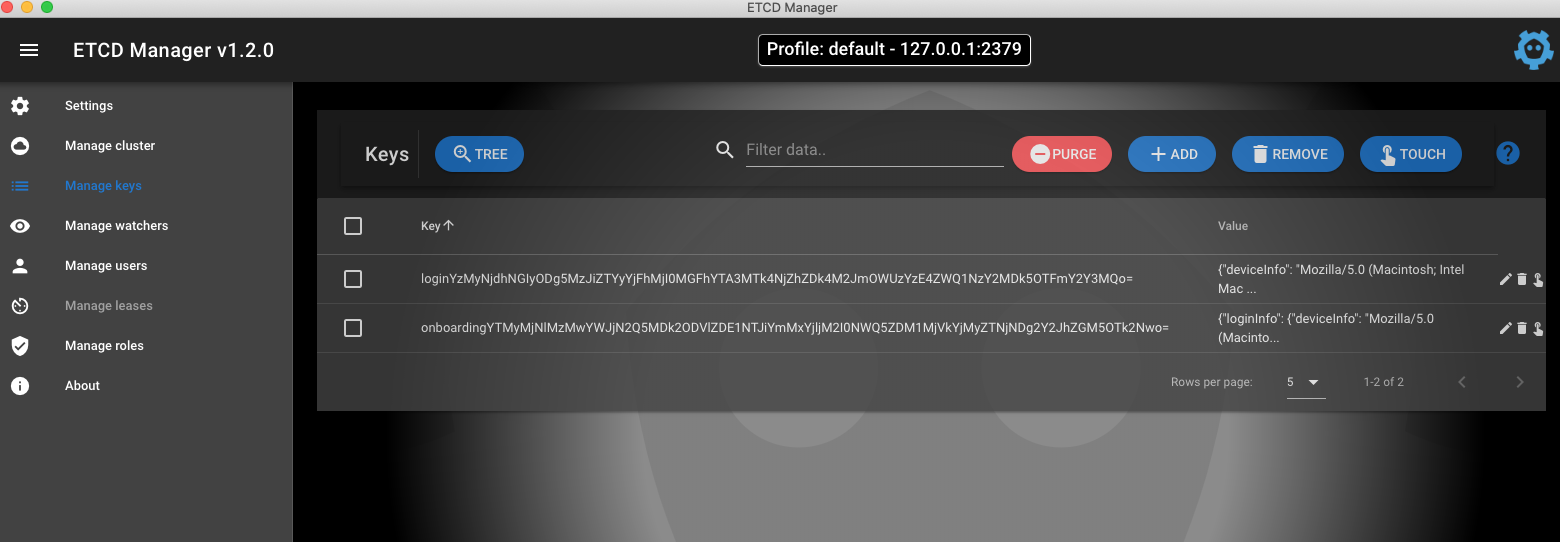 ETCD Manager
ETCD Manager v1.2.0
Profile: default - 127.0.0.1:2379
Settings
Manage cluster
Manage keys
Manage watchers
Manage users
Manage leases
Manage roles
About
Keys
TREE
Filter data..
PURGE
ADD
REMOVE
TOUCH
Key
Value
loginYzMyNjdhNGIyODg5MzJiZTYyYjFhMjI0MGFhYTA3MTk4NjZhZDk4M2JmOWUzYzE4ZWQ1NzY2MDk5OTFmY2Y3MQo=
{"deviceInfo": "Mozilla/5.0 (Macintosh; Intel
Mac ...
onboardingYTMyMjNlMzMwYWJjN2Q5MDk2ODVlZDE1NTJiYmMxYjljM2I0NWQ5ZDM1MjVkYjMyZTNjNDg2Y2JhZGM5OTk2Nwo=
{"loginInfo": {"deviceInfo": "Mozilla/5.0
(Macinto...
Rows per page:
5
1-2 of 2